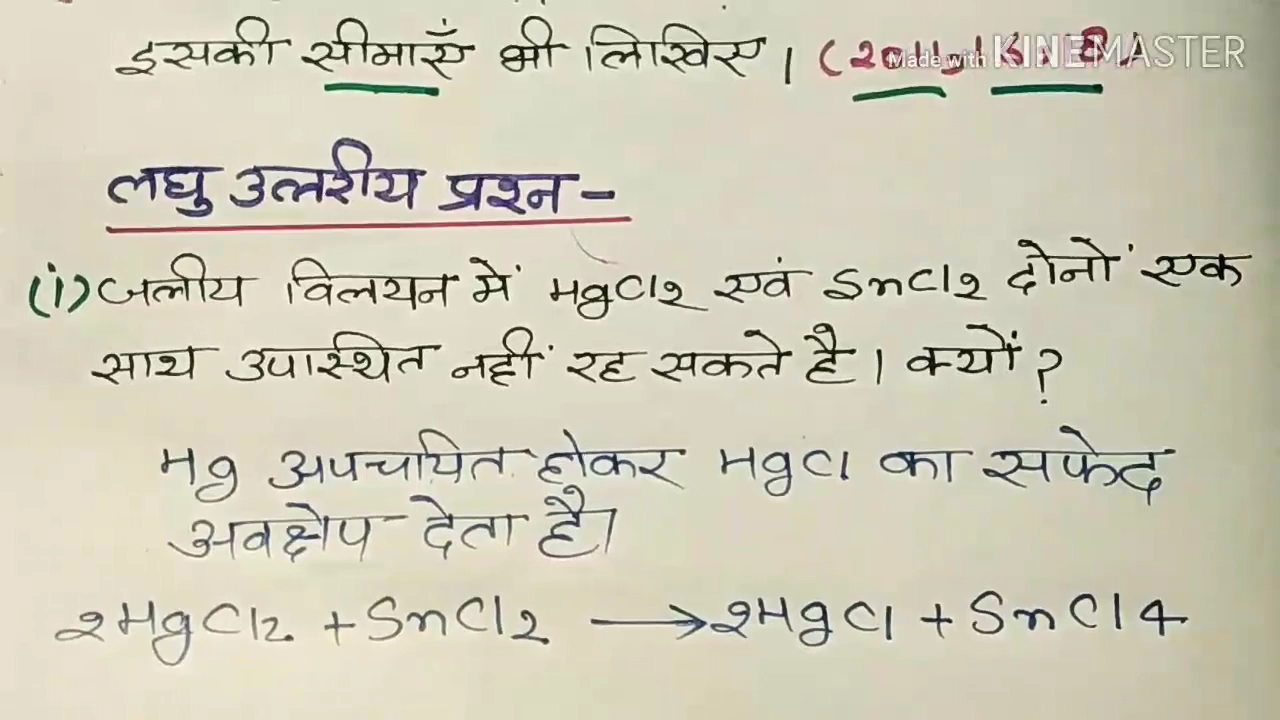 इसकी सीमाएँ भी लिखिए । (2011,
Made with KINEMASTER
लघु उत्तरीय प्रश्न -
(i) जलीय विलयन में HgCl2 एवं SnCl2 दोनों एक
साथ उपस्थित नहीं रह सकते है । क्यों ?
Hg अपचयित होकर HgCl का सफेद
अवक्षेप देता है।
2HgCl2 + SnCl2 → 2HgCl + SnCl4